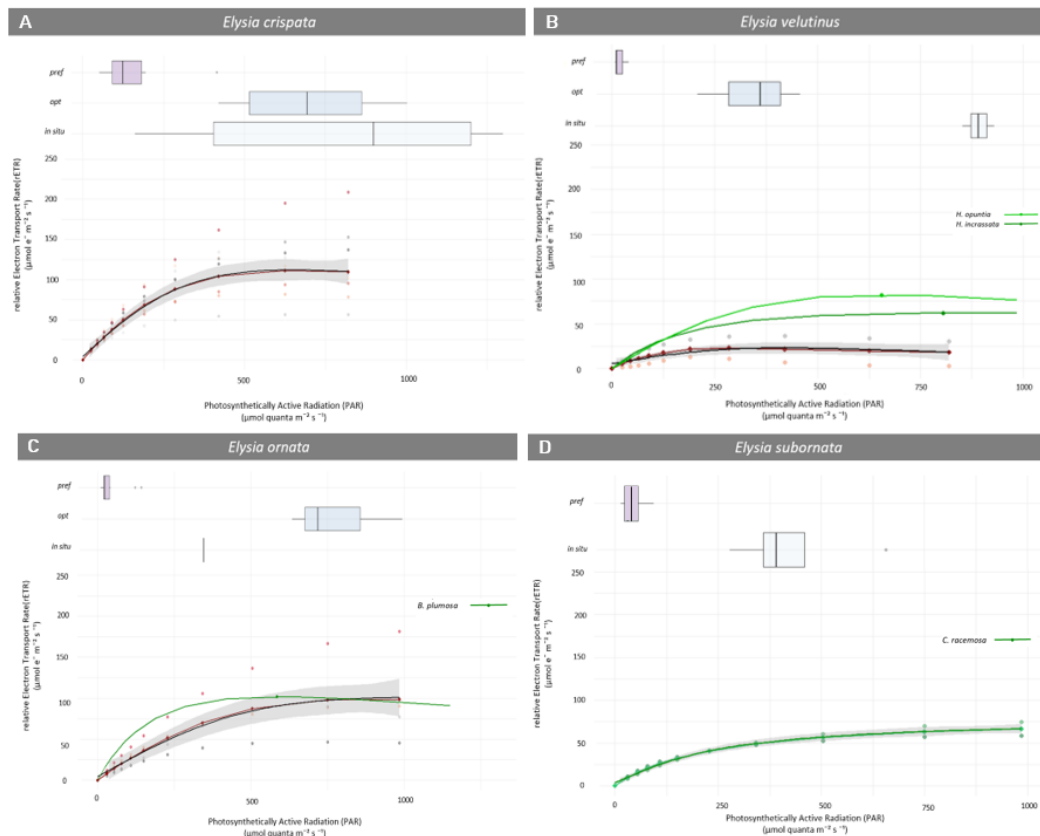 A Elysia crispata
pref
opt
in situ
250
200
150
100
50
0
relative Electron Transport Rate(rETR)
(μmol e⁻ m⁻² s⁻¹)
0 500 1000
Photosynthetically Active Radiation (PAR)
(μmol quanta m⁻² s⁻¹)
B Elysia velutinus
pref
opt
in situ
250
200
150
100
50
0
relative Electron Transport Rate(rETR)
(μmol e⁻ m⁻² s⁻¹)
H. opuntia
H. incrassata
0 250 500 750 1000
Photosynthetically Active Radiation (PAR)
(μmol quanta m⁻² s⁻¹)
C Elysia ornata
pref
opt
in situ
250
200
150
100
50
0
relative Electron Transport Rate(rETR)
(μmol e⁻ m⁻² s⁻¹)
B. plumosa
0 500 1000
Photosynthetically Active Radiation (PAR)
(μmol quanta m⁻² s⁻¹)
D Elysia subornata
pref
in situ
250
200
150
100
50
0
relative Electron Transport Rate(rETR)
(μmol e⁻ m⁻² s⁻¹)
C. racemosa
0 250 500 750 1000
Photosynthetically Active Radiation (PAR)
(μmol quanta m⁻² s⁻¹)